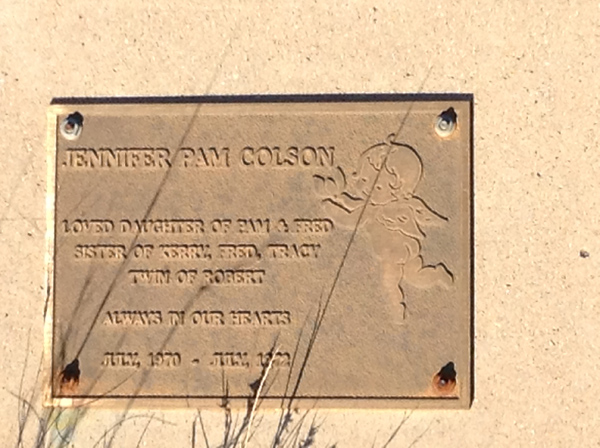 JENNIFER PAM COLSON
LOVED DAUGHTER OF PAM & FRED
SISTER OF KERRY, FRED, TRACY
TWIN OF ROBERT
ALWAYS IN OUR HEARTS
JULY, 1970 - JULY,